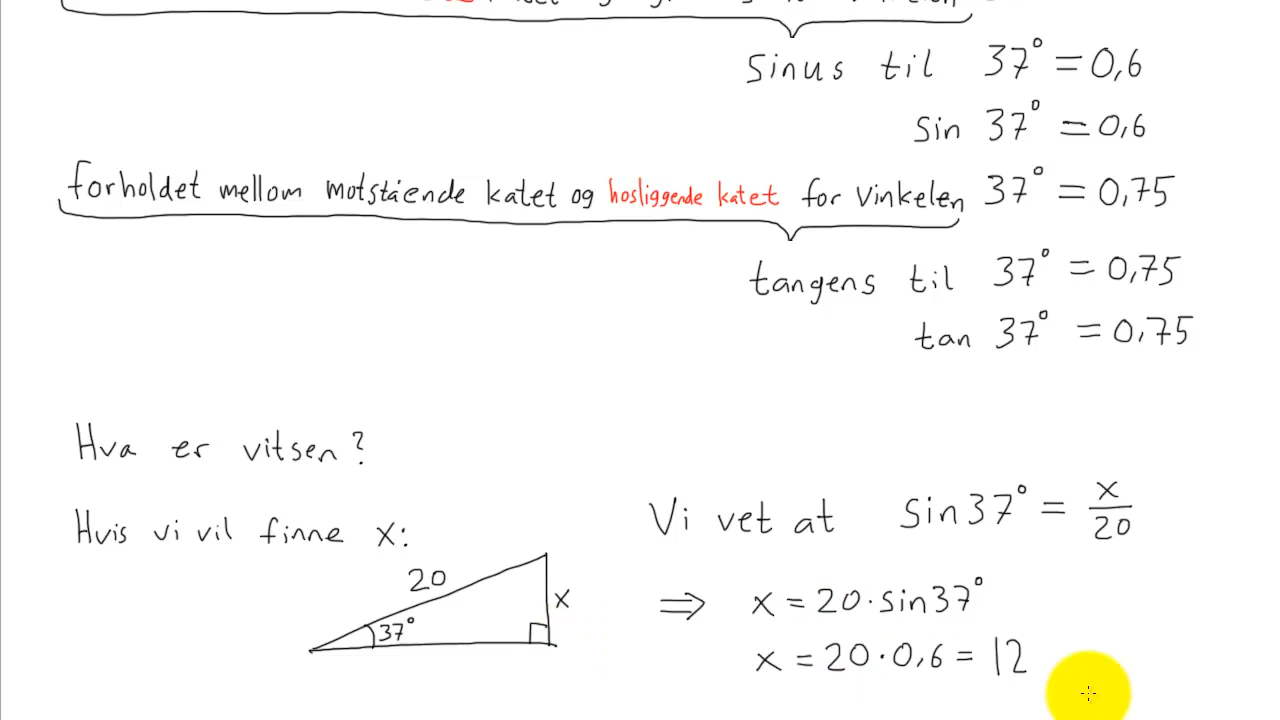 sinus til 37° = 0,6
sin 37° = 0,6
forholdet mellom motstående katet og hosliggende katet for vinkelen 37° = 0,75
tangens til 37° = 0,75
tan 37° = 0,75
Hva er vitsen?
Hvis vi vil finne x:
20
37°
x
Vi vet at sin 37° = x/20
⇒ x = 20 · sin 37°
x = 20 · 0,6 = 12